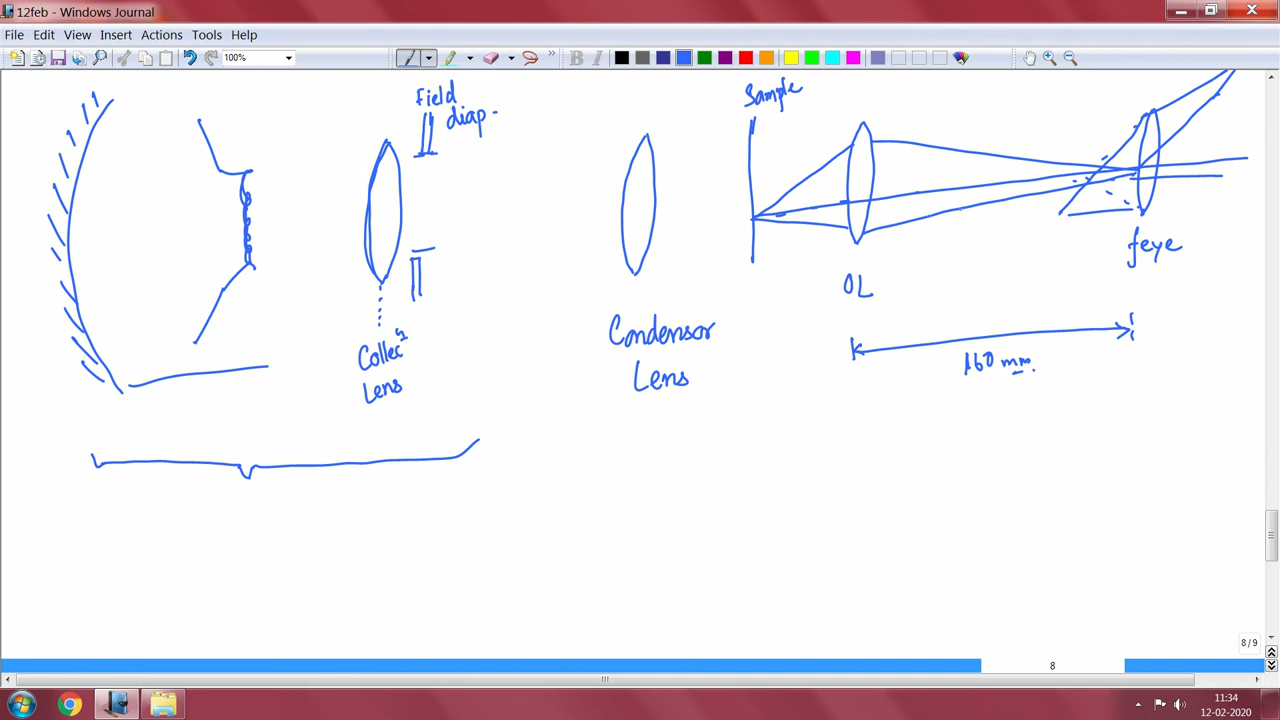 12feb - Windows Journal
File Edit View Insert Actions Tools Help
100%
Field
diap -
Sample
feye
OL
Collec
Lens
Condensor
Lens
160 mm.
8/9
8
11:34
12-02-2020